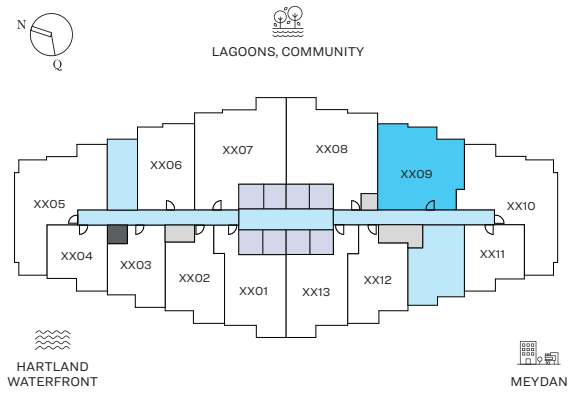 N
Q
LAGOONS, COMMUNITY
XX07
XX08
XX06
XX09
XX05
XX10
XX04
XX03
XX02
XX01
XX13
XX12
XX11
HARTLAND
WATERFRONT
MEYDAN